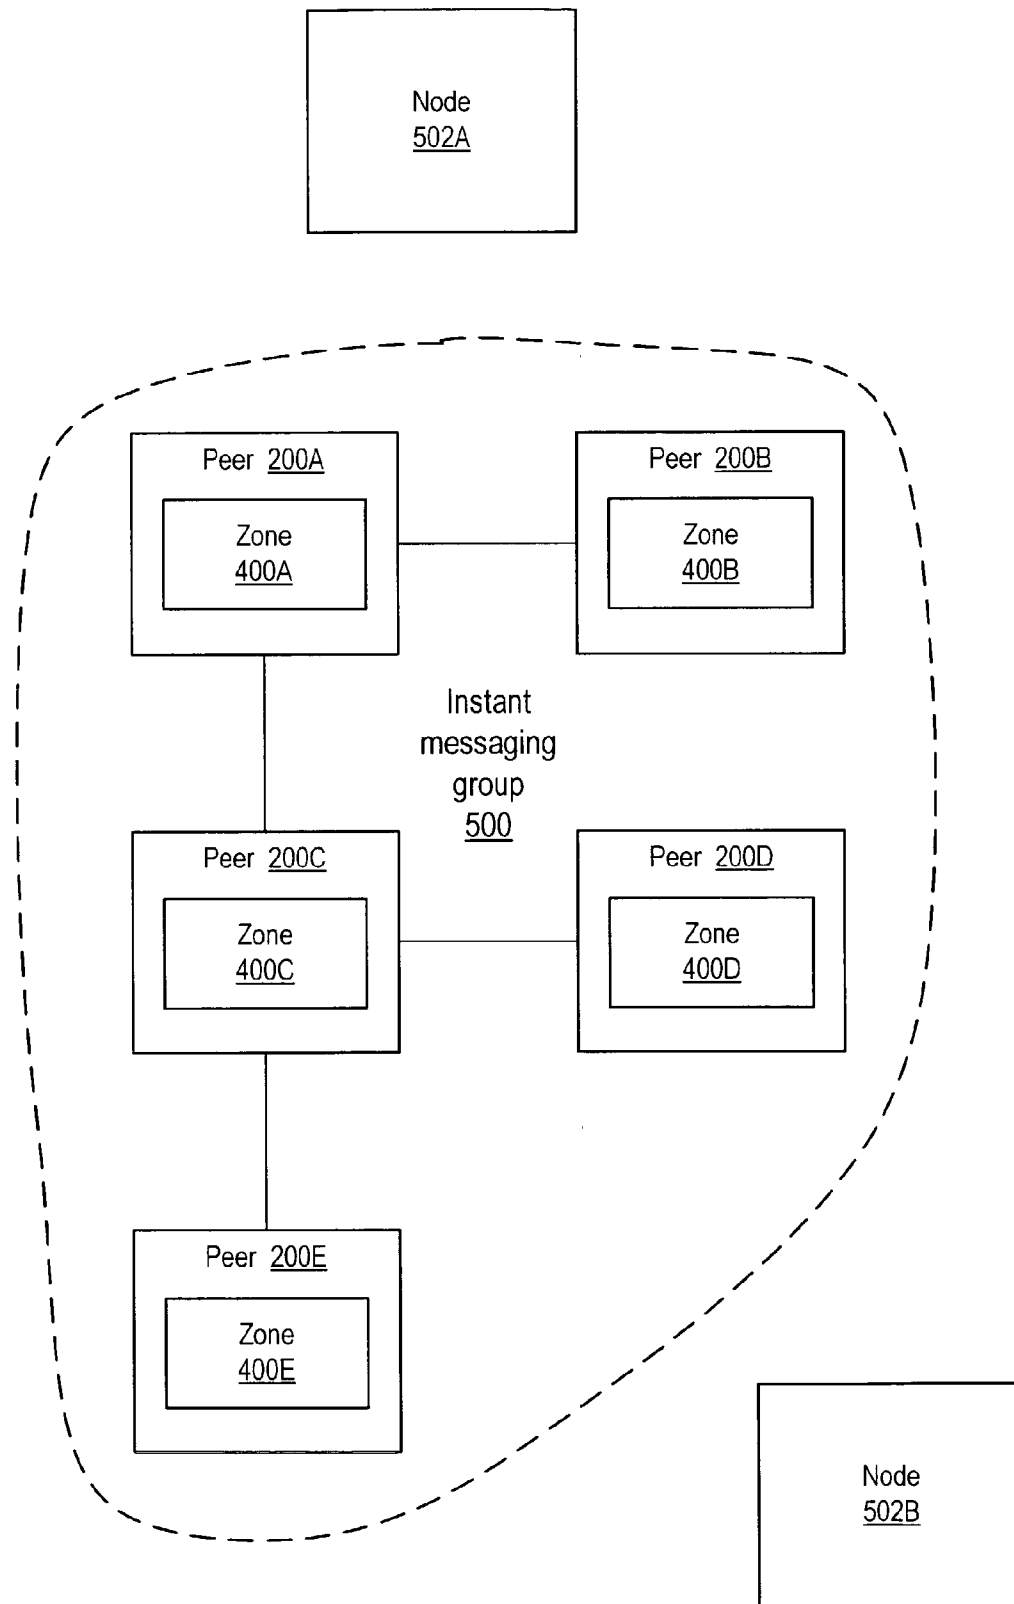 Node
502A
Peer 200A
Zone
400A
Peer 200B
Zone
400B
Instant
messaging
group
500
Peer 200C
Zone
400C
Peer 200D
Zone
400D
Peer 200E
Zone
400E
Node
502B